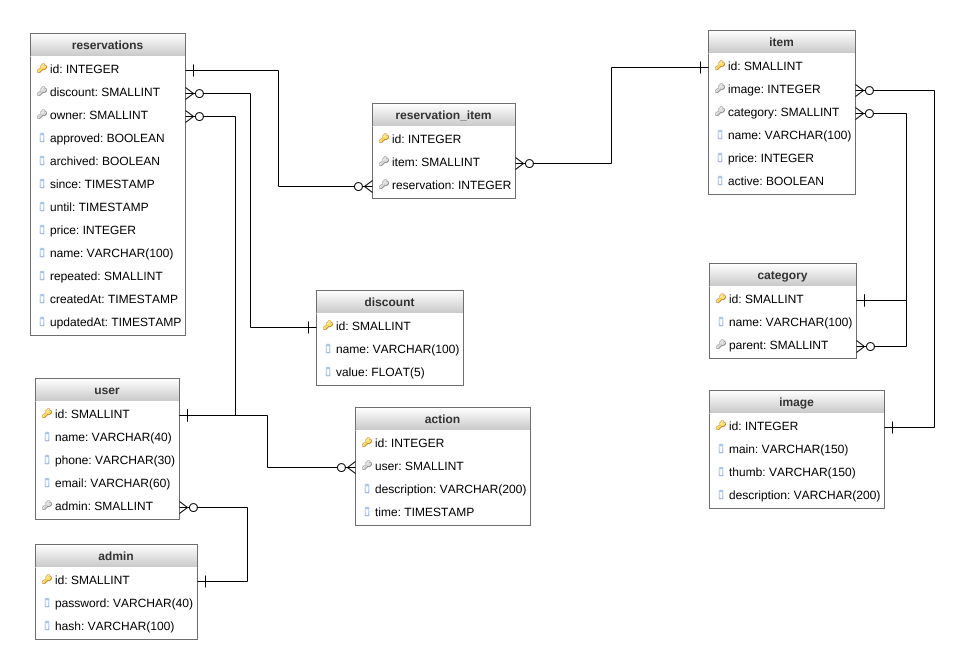 reservations
id: INTEGER
discount: SMALLINT
owner: SMALLINT
approved: BOOLEAN
archived: BOOLEAN
since: TIMESTAMP
until: TIMESTAMP
price: INTEGER
name: VARCHAR(100)
repeated: SMALLINT
createdAt: TIMESTAMP
updatedAt: TIMESTAMP
reservation_item
id: INTEGER
item: SMALLINT
reservation: INTEGER
item
id: SMALLINT
image: INTEGER
category: SMALLINT
name: VARCHAR(100)
price: INTEGER
active: BOOLEAN
category
id: SMALLINT
name: VARCHAR(100)
parent: SMALLINT
discount
id: SMALLINT
name: VARCHAR(100)
value: FLOAT(5)
user
id: SMALLINT
name: VARCHAR(40)
phone: VARCHAR(30)
email: VARCHAR(60)
admin: SMALLINT
action
id: INTEGER
user: SMALLINT
description: VARCHAR(200)
time: TIMESTAMP
image
id: INTEGER
main: VARCHAR(150)
thumb: VARCHAR(150)
description: VARCHAR(200)
admin
id: SMALLINT
password: VARCHAR(40)
hash: VARCHAR(100)